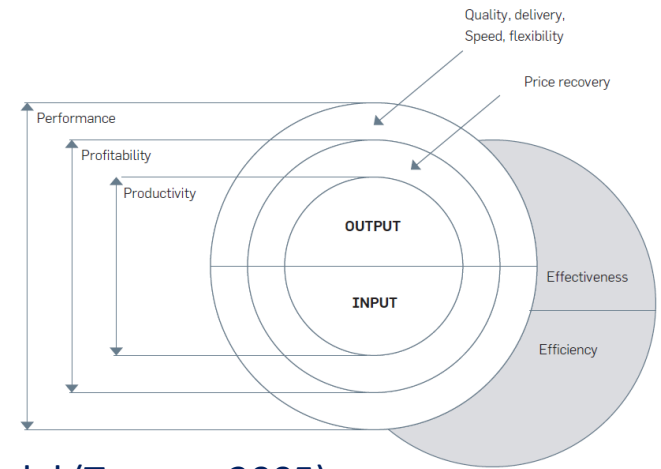 Quality, delivery,
Speed, flexibility
Price recovery
Performance
Profitability
Productivity
OUTPUT
INPUT
Effectiveness
Efficiency